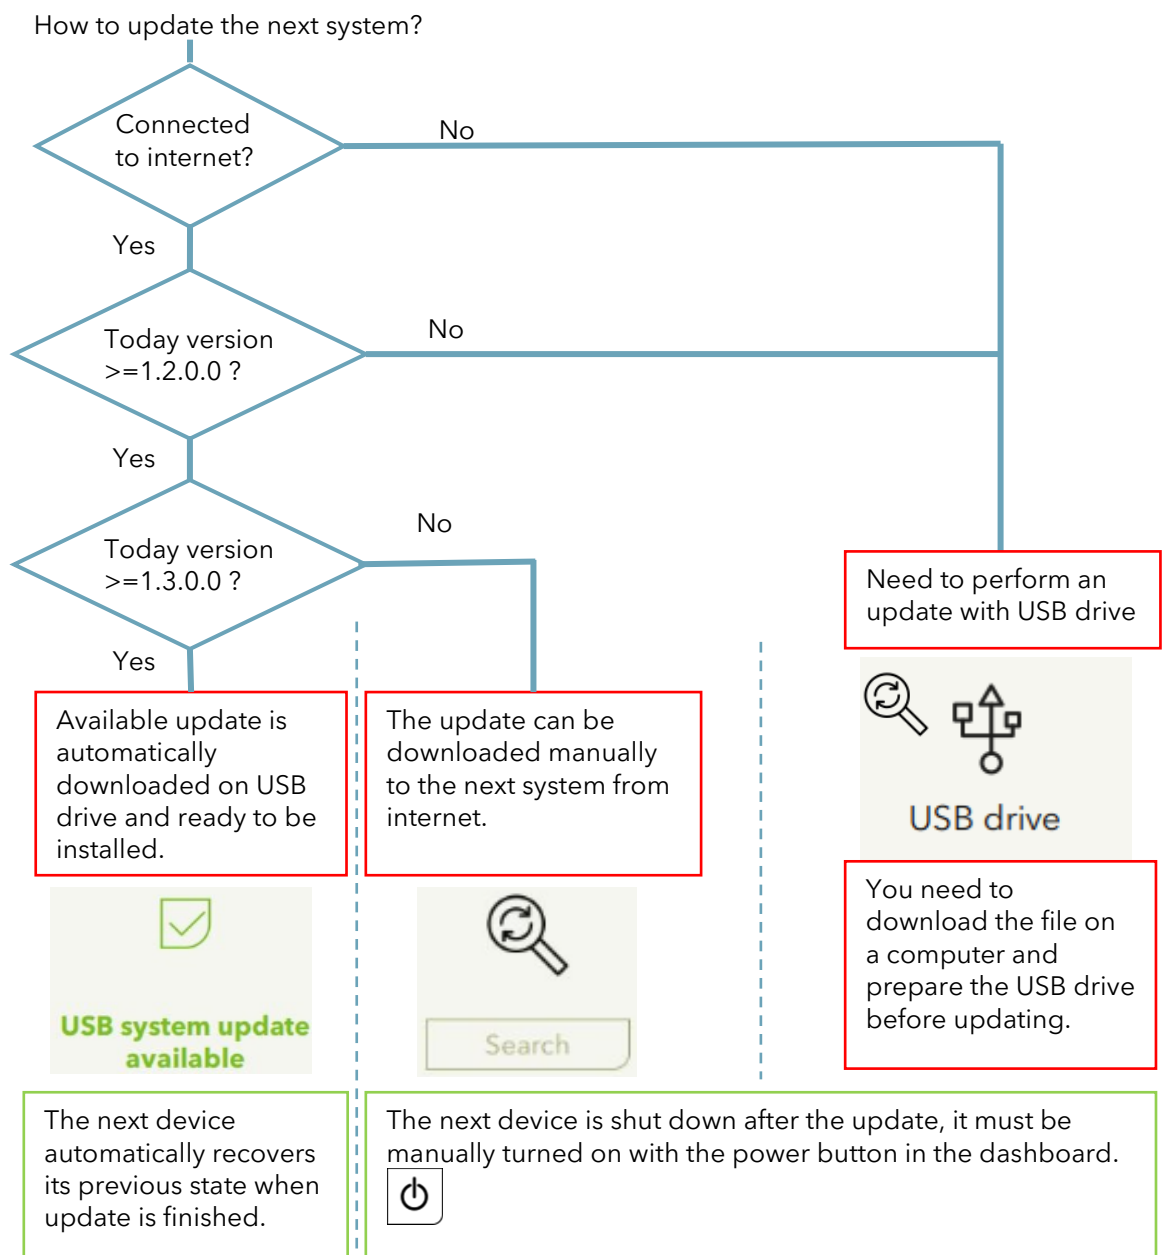 How to update the next system?
Connected
to internet?
No
Yes
Today version
>=1.2.0.0 ?
No
Yes
Today version
>=1.3.0.0 ?
No
Yes
Available update is
automatically
downloaded on USB
drive and ready to be
installed.
USB system update
available
The next device
automatically recovers
its previous state when
update is finished.
The update can be
downloaded manually
to the next system from
internet.
Search
Need to perform an
update with USB drive
USB drive
You need to
download the file on
a computer and
prepare the USB drive
before updating.
The next device is shut down after the update, it must be
manually turned on with the power button in the dashboard.